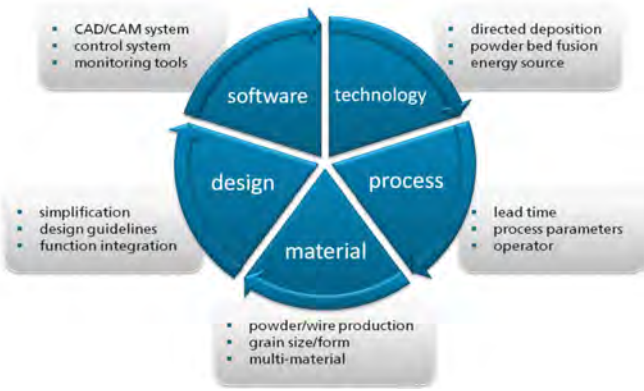 CAD/CAM system
control system
monitoring tools
directed deposition
powder bed fusion
energy source
software
technology
design
process
material
simplification
design guidelines
function integration
lead time
process parameters
operator
powder/wire production
grain size/form
multi-material